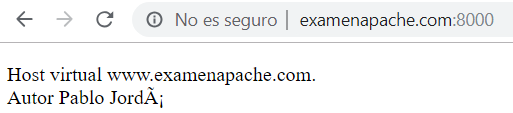 No es seguro | examenapache.com:8000
Host virtual www.examenapache.com.
Autor Pablo JordÃ¡